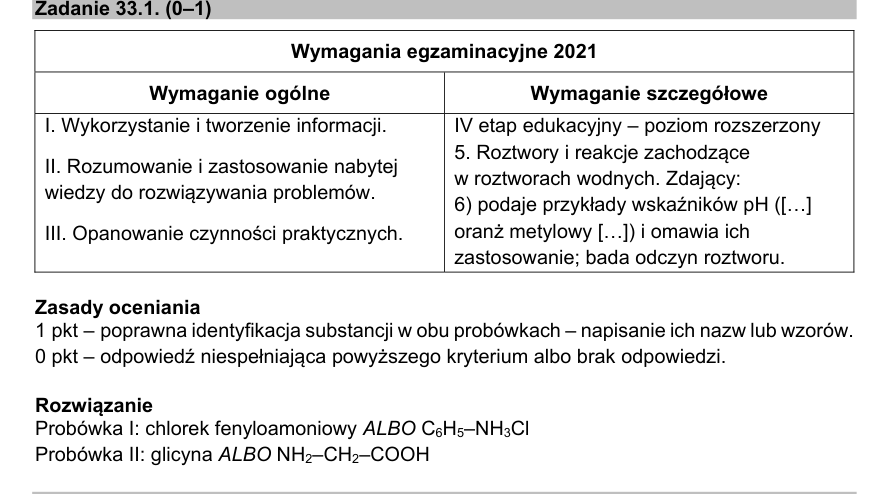 Zadanie 33.1. (0–1)
Wymagania egzaminacyjne 2021
Wymaganie ogólne
Wymaganie szczegółowe
I. Wykorzystanie i tworzenie informacji.
II. Rozumowanie i zastosowanie nabytej
wiedzy do rozwiązywania problemów.
III. Opanowanie czynności praktycznych.
IV etap edukacyjny – poziom rozszerzony
5. Roztwory i reakcje zachodzące
w roztworach wodnych. Zdający:
6) podaje przykłady wskaźników pH ([…]
oranż metylowy […]) i omawia ich
zastosowanie; bada odczyn roztworu.
Zasady oceniania
1 pkt – poprawna identyfikacja substancji w obu probówkach – napisanie ich nazw lub wzorów.
0 pkt – odpowiedź niespełniająca powyższego kryterium albo brak odpowiedzi.
Rozwiązanie
Probówka I: chlorek fenyloamoniowy ALBO C₆H₅–NH₃Cl
Probówka II: glicyna ALBO NH₂–CH₂–COOH